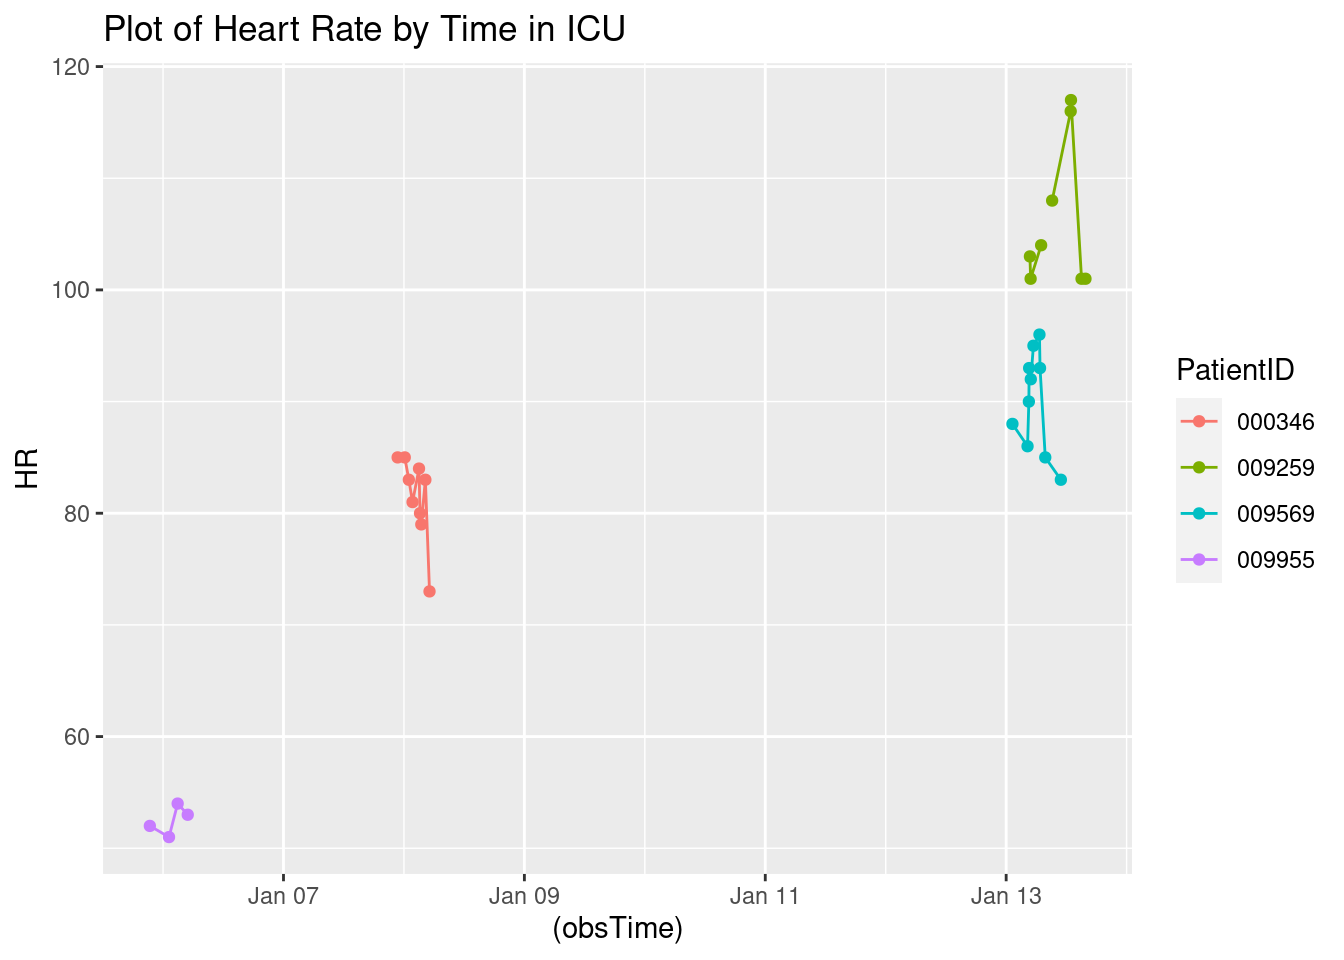 Plot of Heart Rate by Time in ICU
120
100
80
60
HR
Jan 07 Jan 09 Jan 11 Jan 13
(obsTime)
PatientID
000346
009259
009569
009955